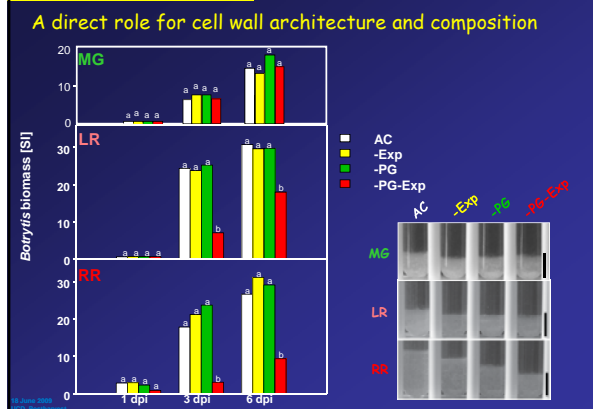 A direct role for cell wall architecture and composition
Botrytis biomass [SI]
MG
20
10
0
a a a a
a a a a
a a a a
LR
30
20
10
0
a a a a
a a a b
a a a b
RR
30
20
10
0
a a a a
a a a b
a a a b
1 dpi 3 dpi 6 dpi
AC
-Exp
-PG
-PG-Exp
AC -Exp -PG -PG-Exp
MG
LR
RR
18 June 2009